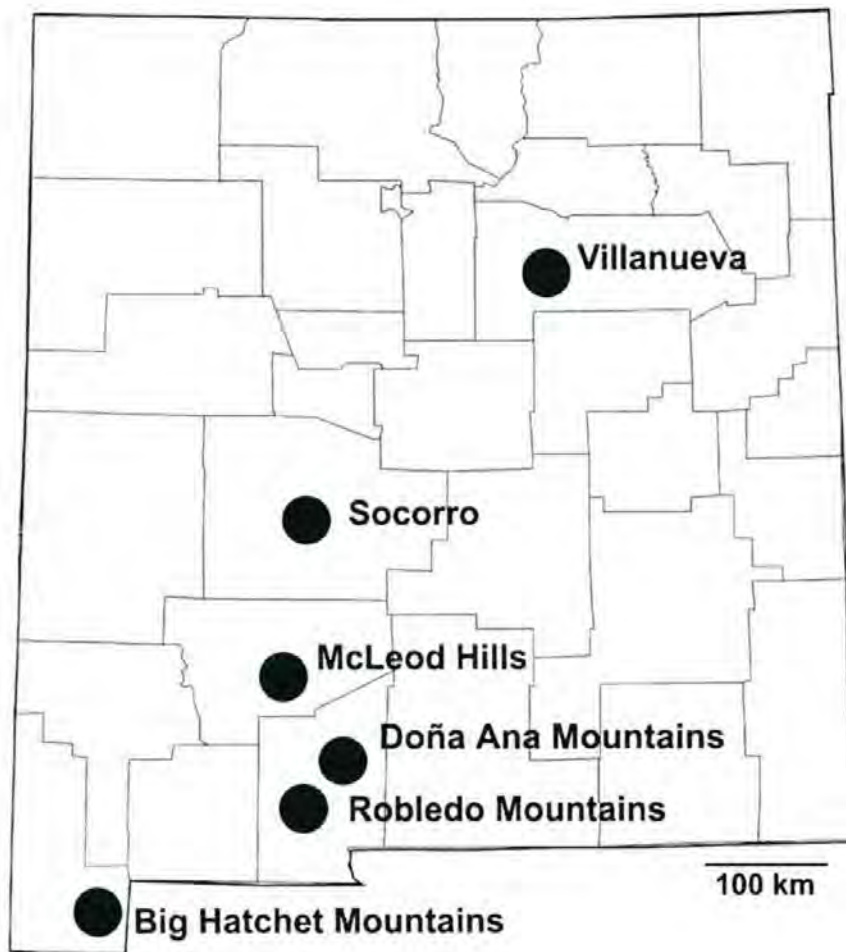 Villanueva
Socorro
McLeod Hills
Doña Ana Mountains
Robledo Mountains
100 km
Big Hatchet Mountains